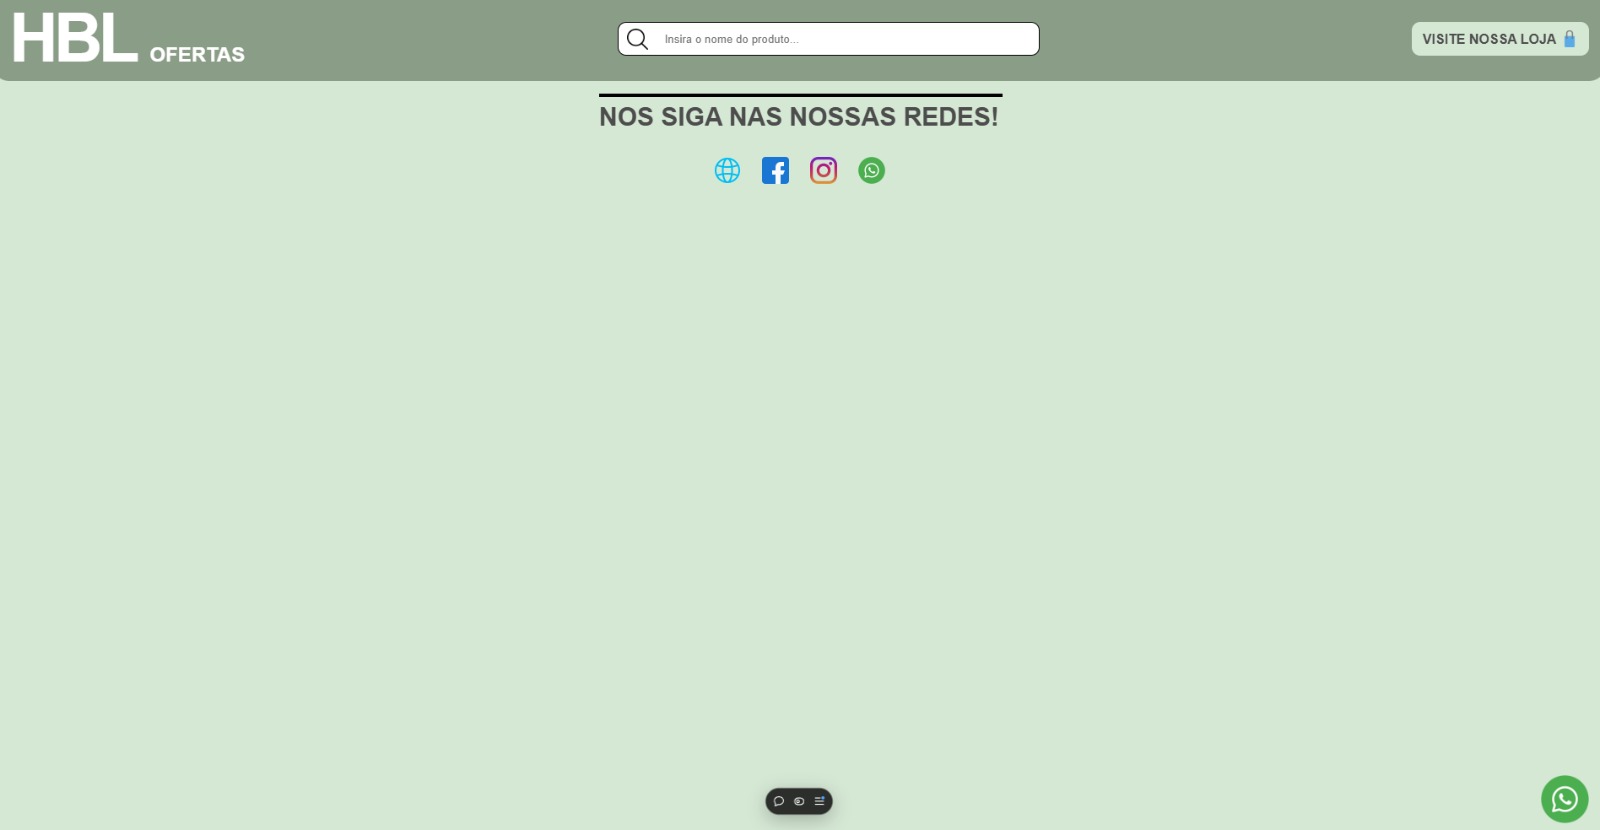 HBL OFERTAS
Insira o nome do produto...
VISITE NOSSA LOJA
NOS SIGA NAS NOSSAS REDES!